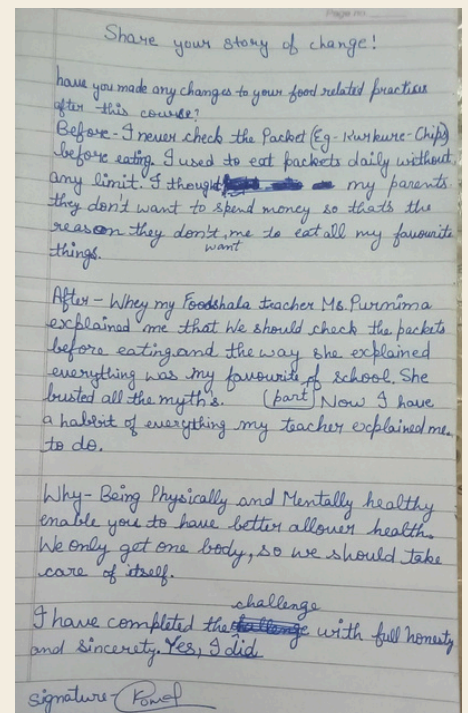 Page No.
Share your story of change!
have you made any changes to your food related practices
after this course?
Before- I never check the Packet (Eg- Kurkure- Chips)
before eating. I used to eat packets daily without
any limit. I thought my parents
they don't want to spend money so that's the
reason they don't want me to eat all my favourite
things.
After- Whey my Foodshala teacher Ms. Purnima
explained me that We should check the packets
before eating. and the way she explained
everything was my favourite part of school. She
busted all the myth's. Now I have
a habbit of everything my teacher explained me.
to do.
Why- Being Physically and Mentally healthy
enable you to have better allover health.
We only get one body, so we should take
care of itself.
I have completed the challenge with full honesty
and sincerety. Yes, I did
signature-